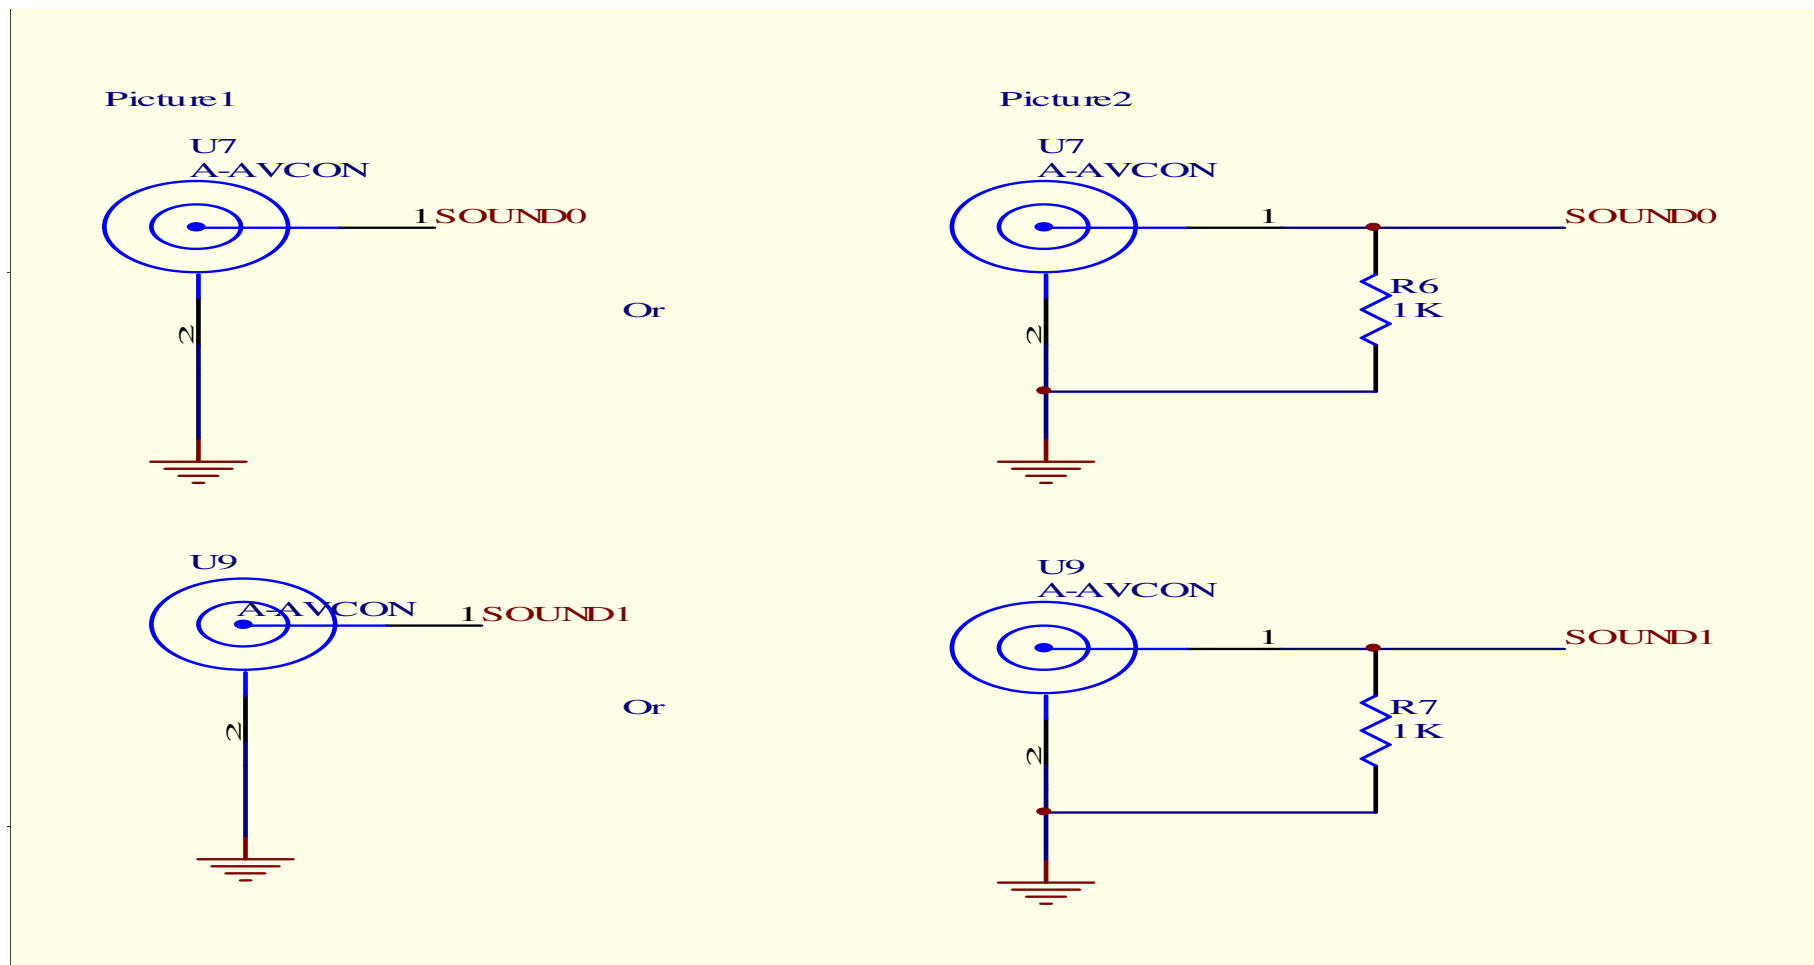 Picture1
Picture2
U7
A-AVCON
1 SOUND0
2
Or
U7
A-AVCON
1
SOUND0
R6
1K
2
U9
A-AVCON
1 SOUND1
2
Or
U9
A-AVCON
1
SOUND1
R7
1K
2